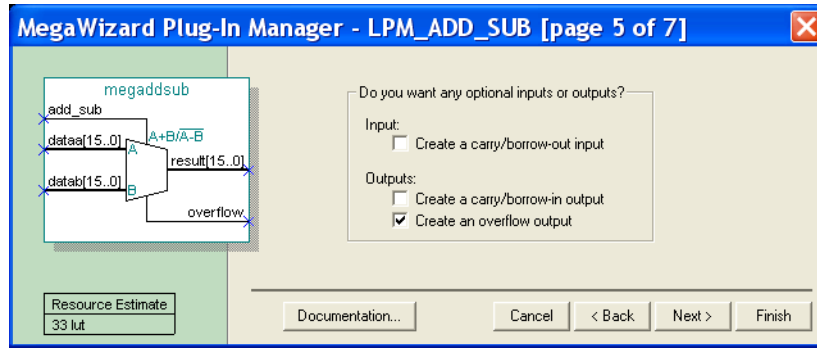 MegaWizard Plug-In Manager - LPM_ADD_SUB [page 5 of 7]
megaddsub
add_sub
A+B/A-B
dataa[15..0]
A
result[15..0]
datab[15..0]
B
overflow
Resource Estimate
33 lut
Do you want any optional inputs or outputs?
Input:
Create a carry/borrow-out input
Outputs:
Create a carry/borrow-in output
Create an overflow output
Documentation...
Cancel
< Back
Next >
Finish